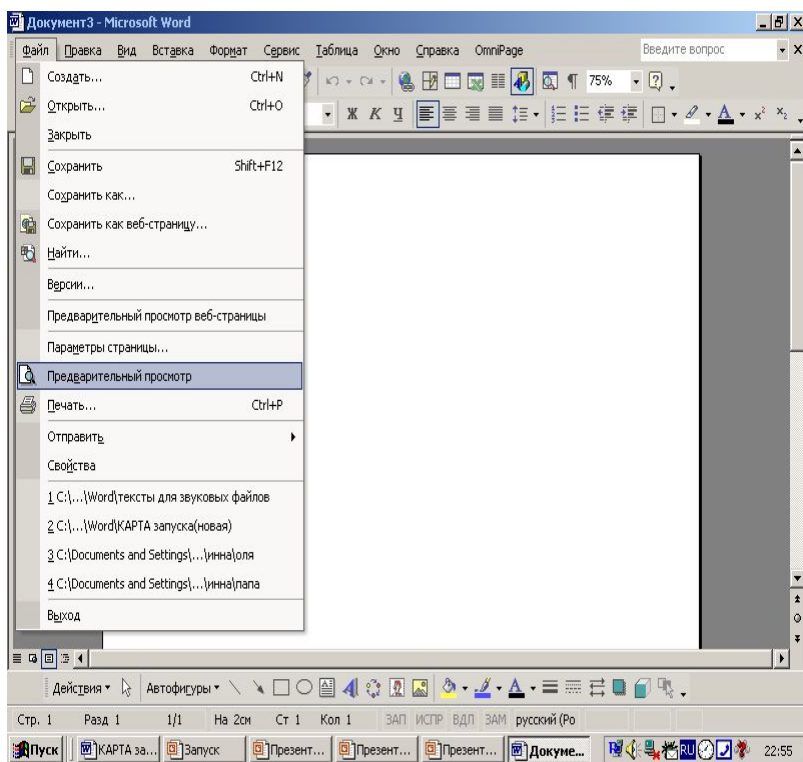 Документ3 - Microsoft Word
Файл Правка Вид Вставка Формат Сервис Таблица Окно Справка OmniPage Введите вопрос
Создать... Ctrl+N
75%
Открыть... Ctrl+O
Ж К Ч
Закрыть
Сохранить Shift+F12
Сохранить как...
Сохранить как веб-страницу...
Найти...
Версии...
Предварительный просмотр веб-страницы
Параметры страницы...
Предварительный просмотр
Печать... Ctrl+P
Отправить
Свойства
1 C:\...\Word\тексты для звуковых файлов
2 C:\...\Word\КАРТА запуска(новая)
3 C:\Documents and Settings\...\инна\оля
4 C:\Documents and Settings\...\инна\папа
Выход
Действия Автофигуры
Стр. 1 Разд 1 1/1 На 2см Ст 1 Кол 1 ЗАП ИСПР ВДЛ ЗАМ русский (Ро
Пуск КАРТА за... Запуск Презент... Презент... Презент... Докуме... RU 22:55